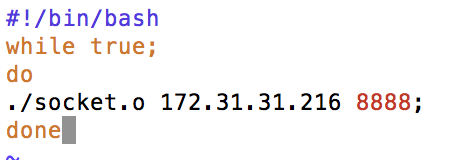 #!/bin/bash
while true;
do
./socket.o 172.31.31.216 8888;
done
~